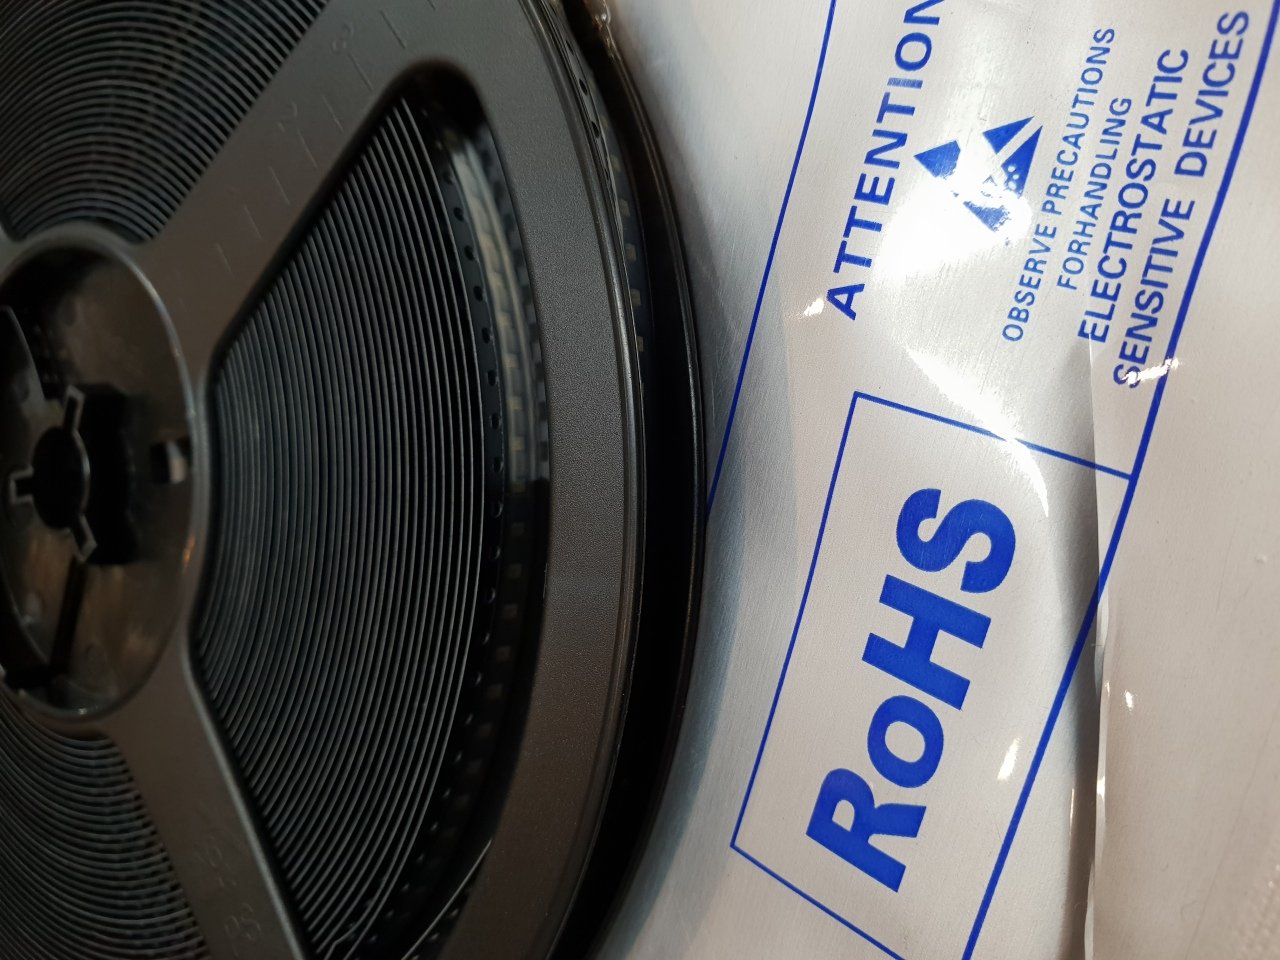 ATTENTION
OBSERVE PRECAUTIONS
FORHANDLING
ELECTROSTATIC
SENSITIVE DEVICES
RoHS